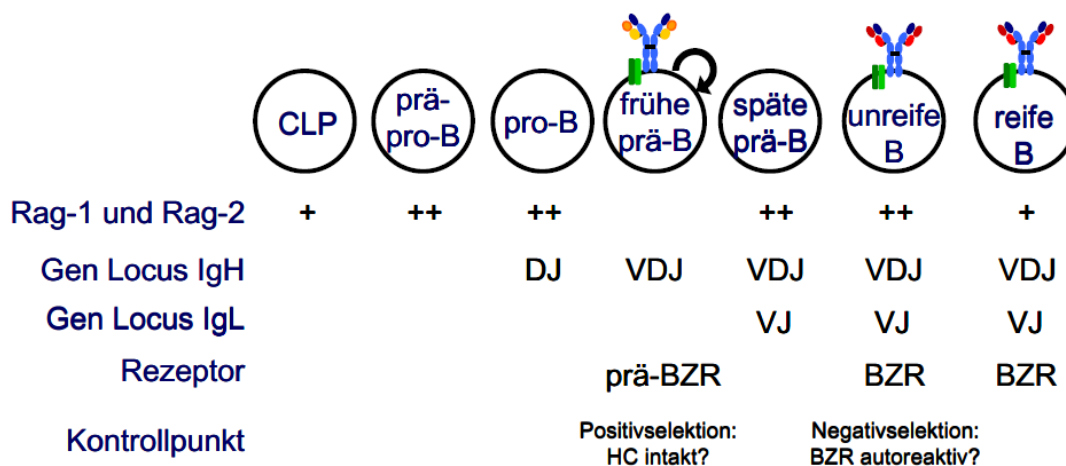 CLP
prä-
pro-B
pro-B
frühe
prä-B
späte
prä-B
unreife
B
reife
B
Rag-1 und Rag-2 + ++ ++ ++ ++ +
Gen Locus IgH DJ VDJ VDJ VDJ VDJ
Gen Locus IgL VJ VJ VJ
Rezeptor prä-BZR BZR BZR
Kontrollpunkt
Positivselektion:
HC intakt?
Negativselektion:
BZR autoreaktiv?